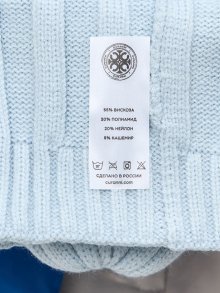 55% ВИСКОЗА
20% ПОЛИАМИД
20% НЕЙЛОН
5% КАШЕМИР
СДЕЛАНО В РОССИИ